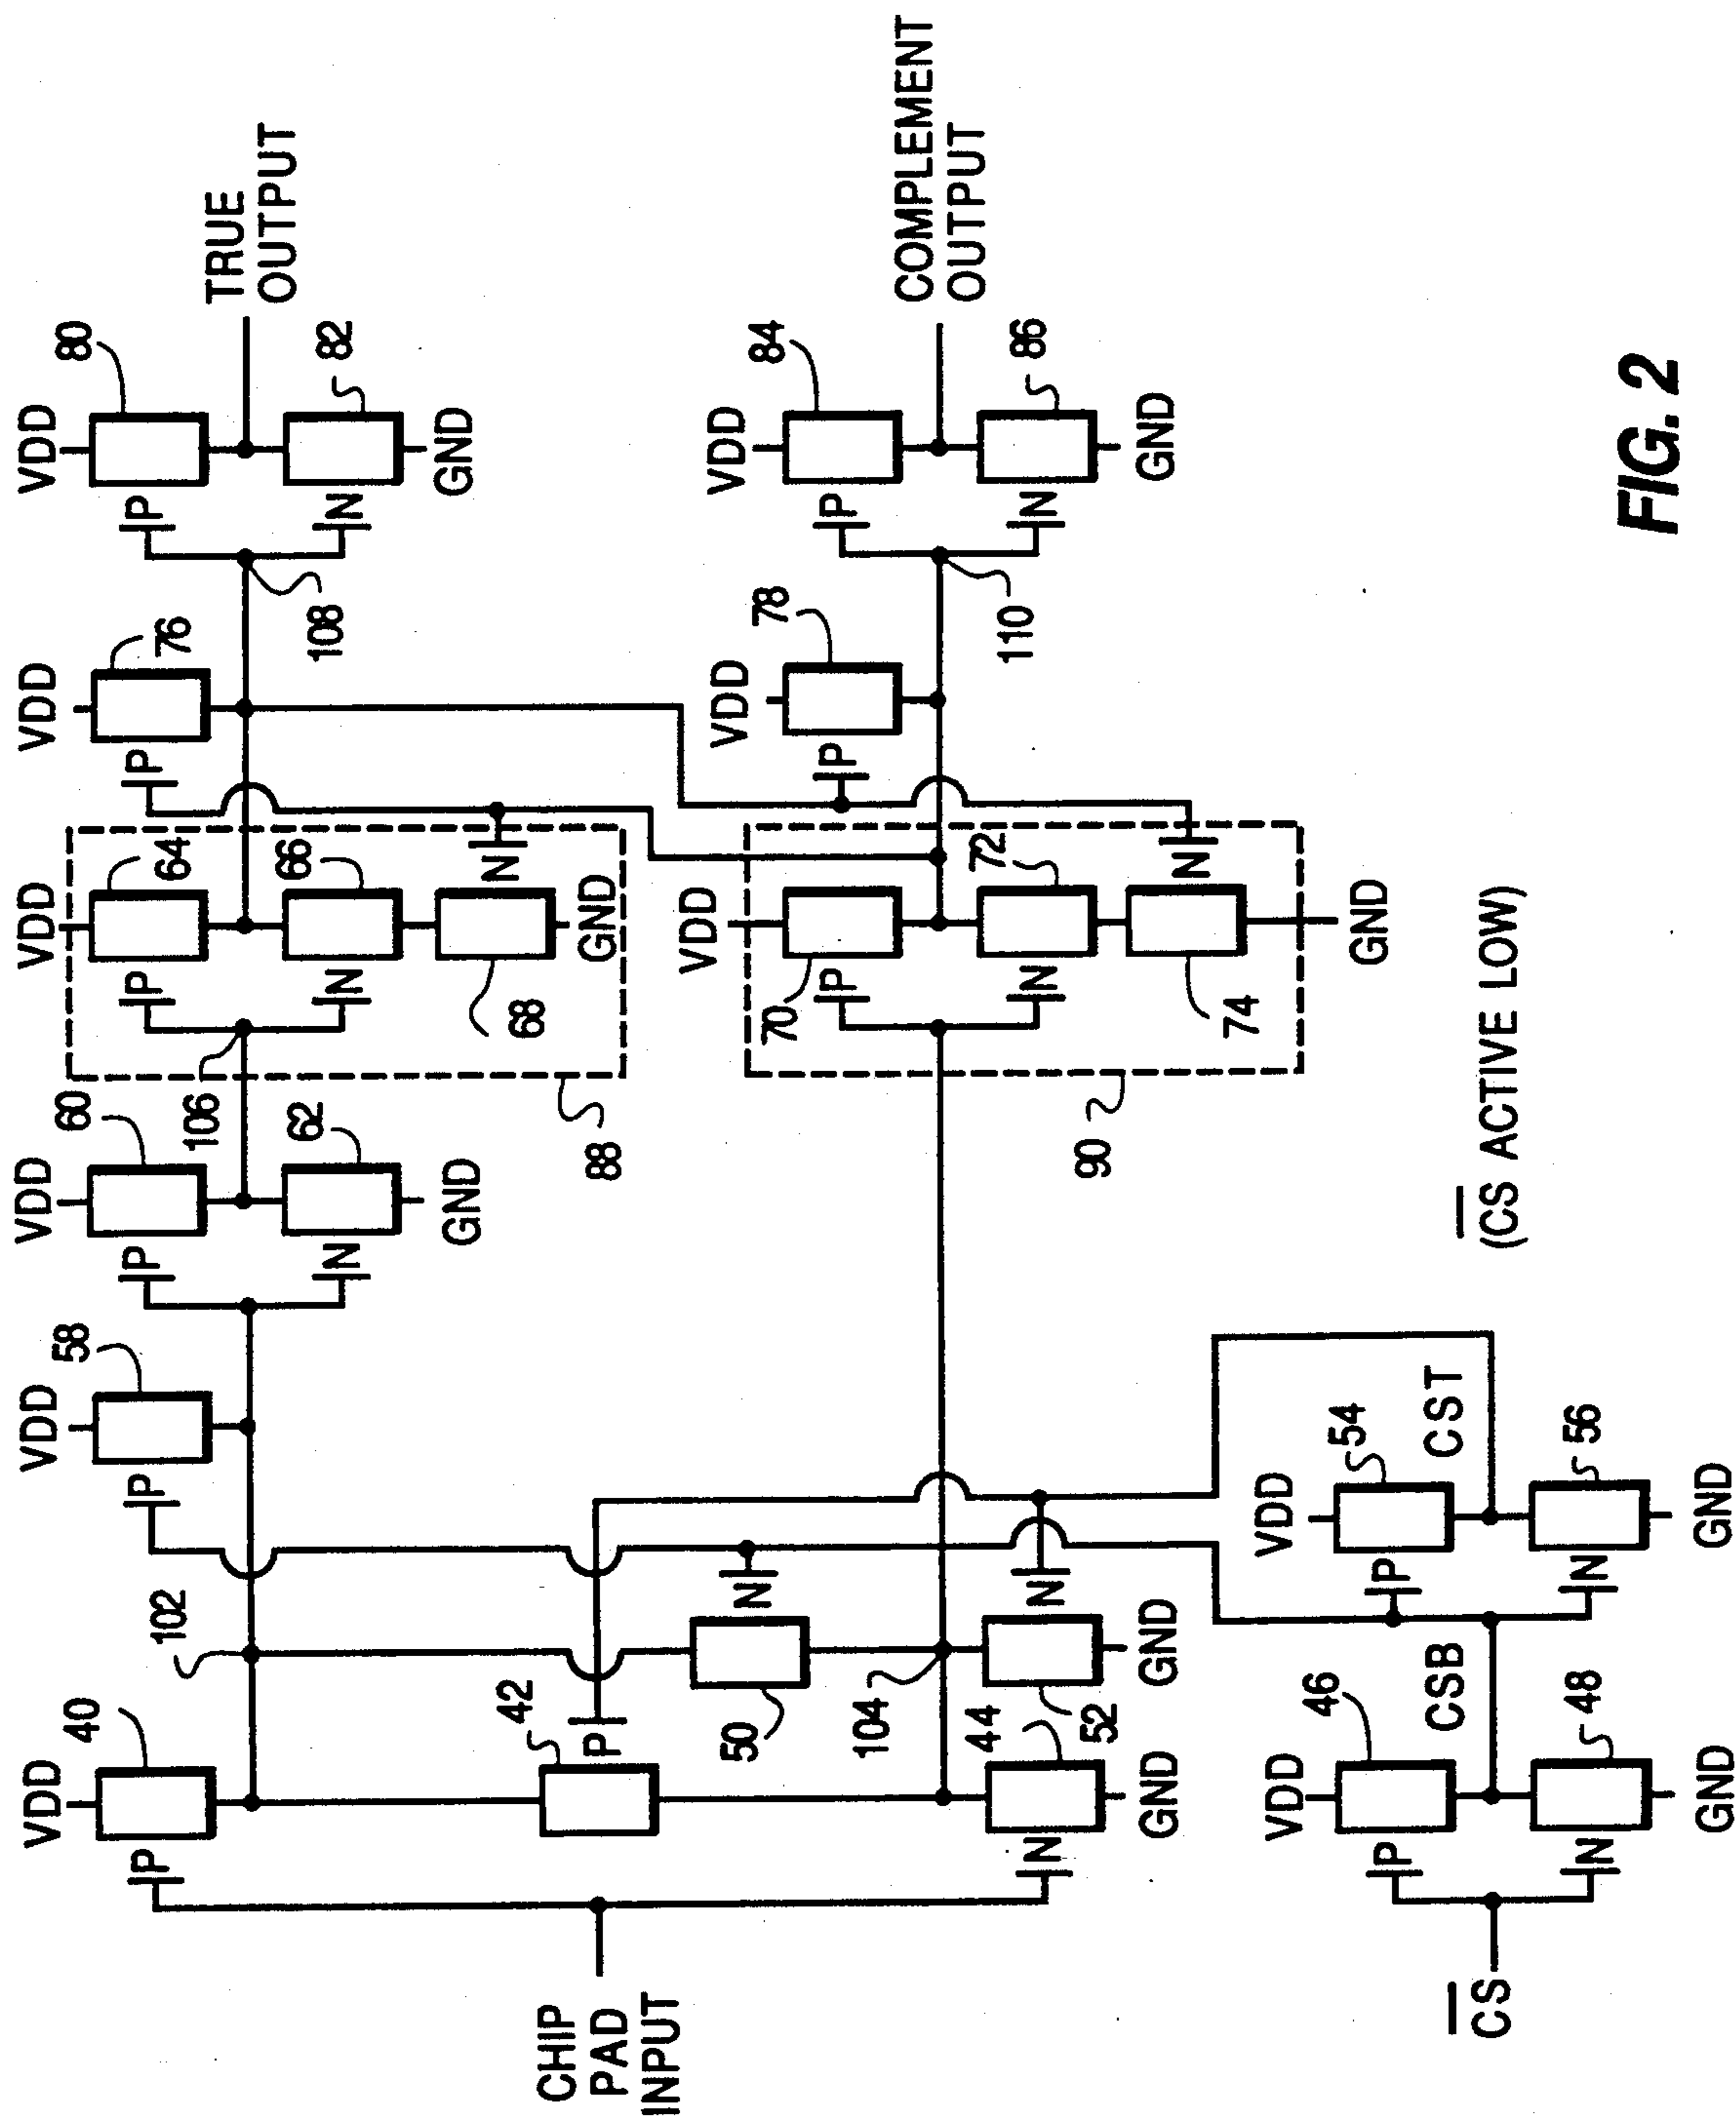 VDD
40
P
102
VDD
58
P
VDD
60
P
106
VDD
64
P
VDD
76
P
108
VDD
80
P
TRUE
OUTPUT
N
62
GND
N
66
68
N
GND
88
N
82
GND
CHIP
PAD
INPUT
42
P
50
N
104
44
N
GND
52
N
GND
VDD
70
P
72
N
74
N
GND
90
VDD
78
P
110
VDD
84
P
N
86
GND
COMPLEMENT
OUTPUT
CS
VDD
46
P
N
48
GND
CSB
VDD
54
P
CST
N
56
GND
(CS ACTIVE LOW)
FIG. 2